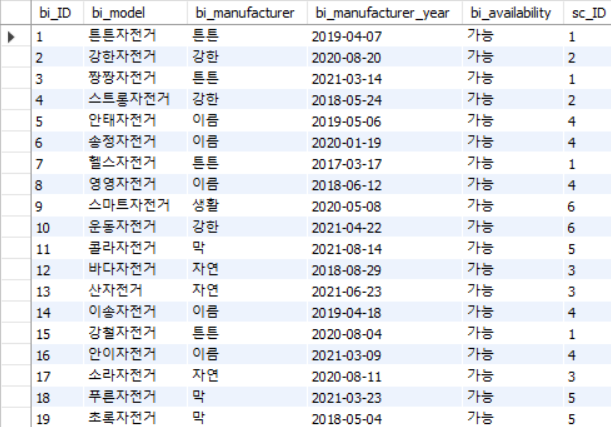 bi_ID bi_model bi_manufacturer bi_manufacturer_year bi_availability sc_ID
1 튼튼자전거 튼튼 2019-04-07 가능 1
2 강한자전거 강한 2020-08-20 가능 2
3 짱짱자전거 튼튼 2021-03-14 가능 1
4 스트롱자전거 강한 2018-05-24 가능 2
5 안태자전거 이름 2019-05-06 가능 4
6 송정자전거 이름 2020-01-19 가능 4
7 헬스자전거 튼튼 2017-03-17 가능 1
8 영영자전거 이름 2018-06-12 가능 4
9 스마트자전거 생활 2020-05-08 가능 6
10 운동자전거 강한 2021-04-22 가능 6
11 콜라자전거 막 2021-08-14 가능 5
12 바다자전거 자연 2018-08-29 가능 3
13 산자전거 자연 2021-06-23 가능 3
14 이송자전거 이름 2019-04-18 가능 4
15 강철자전거 튼튼 2020-08-04 가능 1
16 안이자전거 이름 2021-03-09 가능 4
17 소라자전거 자연 2020-08-11 가능 3
18 푸른자전거 막 2021-03-23 가능 5
19 초록자전거 막 2018-05-04 가능 5